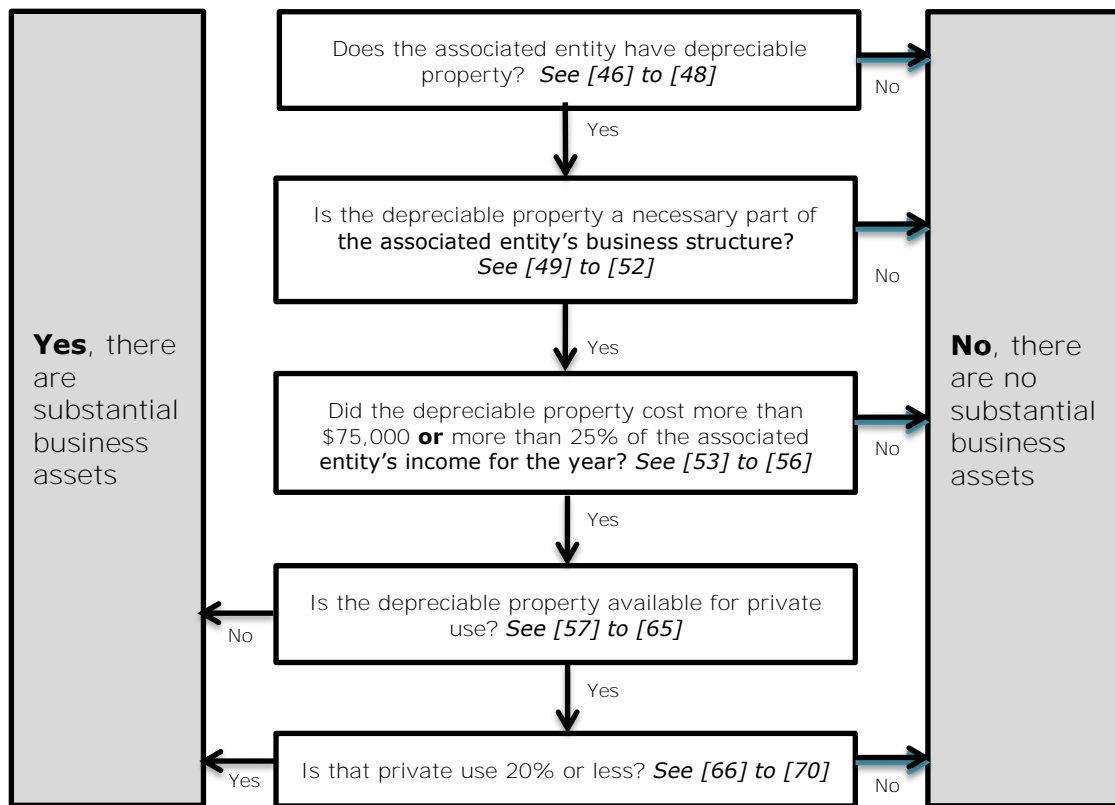 Does the associated entity have depreciable
property? See [46] to [48]
No
Yes
Is the depreciable property a necessary part of
the associated entity’s business structure?
See [49] to [52]
No
Yes
Yes, there
are
substantial
business
assets
No, there
are no
substantial
business
assets
Did the depreciable property cost more than
$75,000 or more than 25% of the associated
entity’s income for the year? See [53] to [56]
No
Yes
Is the depreciable property available for private
use? See [57] to [65]
No
Yes
Is that private use 20% or less? See [66] to [70]
Yes
No